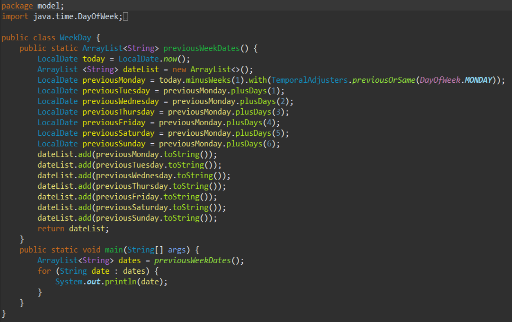 package model;
import java.time.DayOfWeek;
public class WeekDay {
public static ArrayList<String> previousWeekDates() {
LocalDate today = LocalDate.now();
ArrayList <String> dateList = new ArrayList<>();
LocalDate previousMonday = today.minusWeeks(1).with(TemporalAdjusters.previousOrSame(DayOfWeek.MONDAY));
LocalDate previousTuesday = previousMonday.plusDays(1);
LocalDate previousWednesday = previousMonday.plusDays(2);
LocalDate previousThursday = previousMonday.plusDays(3);
LocalDate previousFriday = previousMonday.plusDays(4);
LocalDate previousSaturday = previousMonday.plusDays(5);
LocalDate previousSunday = previousMonday.plusDays(6);
dateList.add(previousMonday.toString());
dateList.add(previousTuesday.toString());
dateList.add(previousWednesday.toString());
dateList.add(previousThursday.toString());
dateList.add(previousFriday.toString());
dateList.add(previousSaturday.toString());
dateList.add(previousSunday.toString());
return dateList;
}
public static void main(String[] args) {
ArrayList<String> dates = previousWeekDates();
for (String date : dates) {
System.out.println(date);
}
}
}